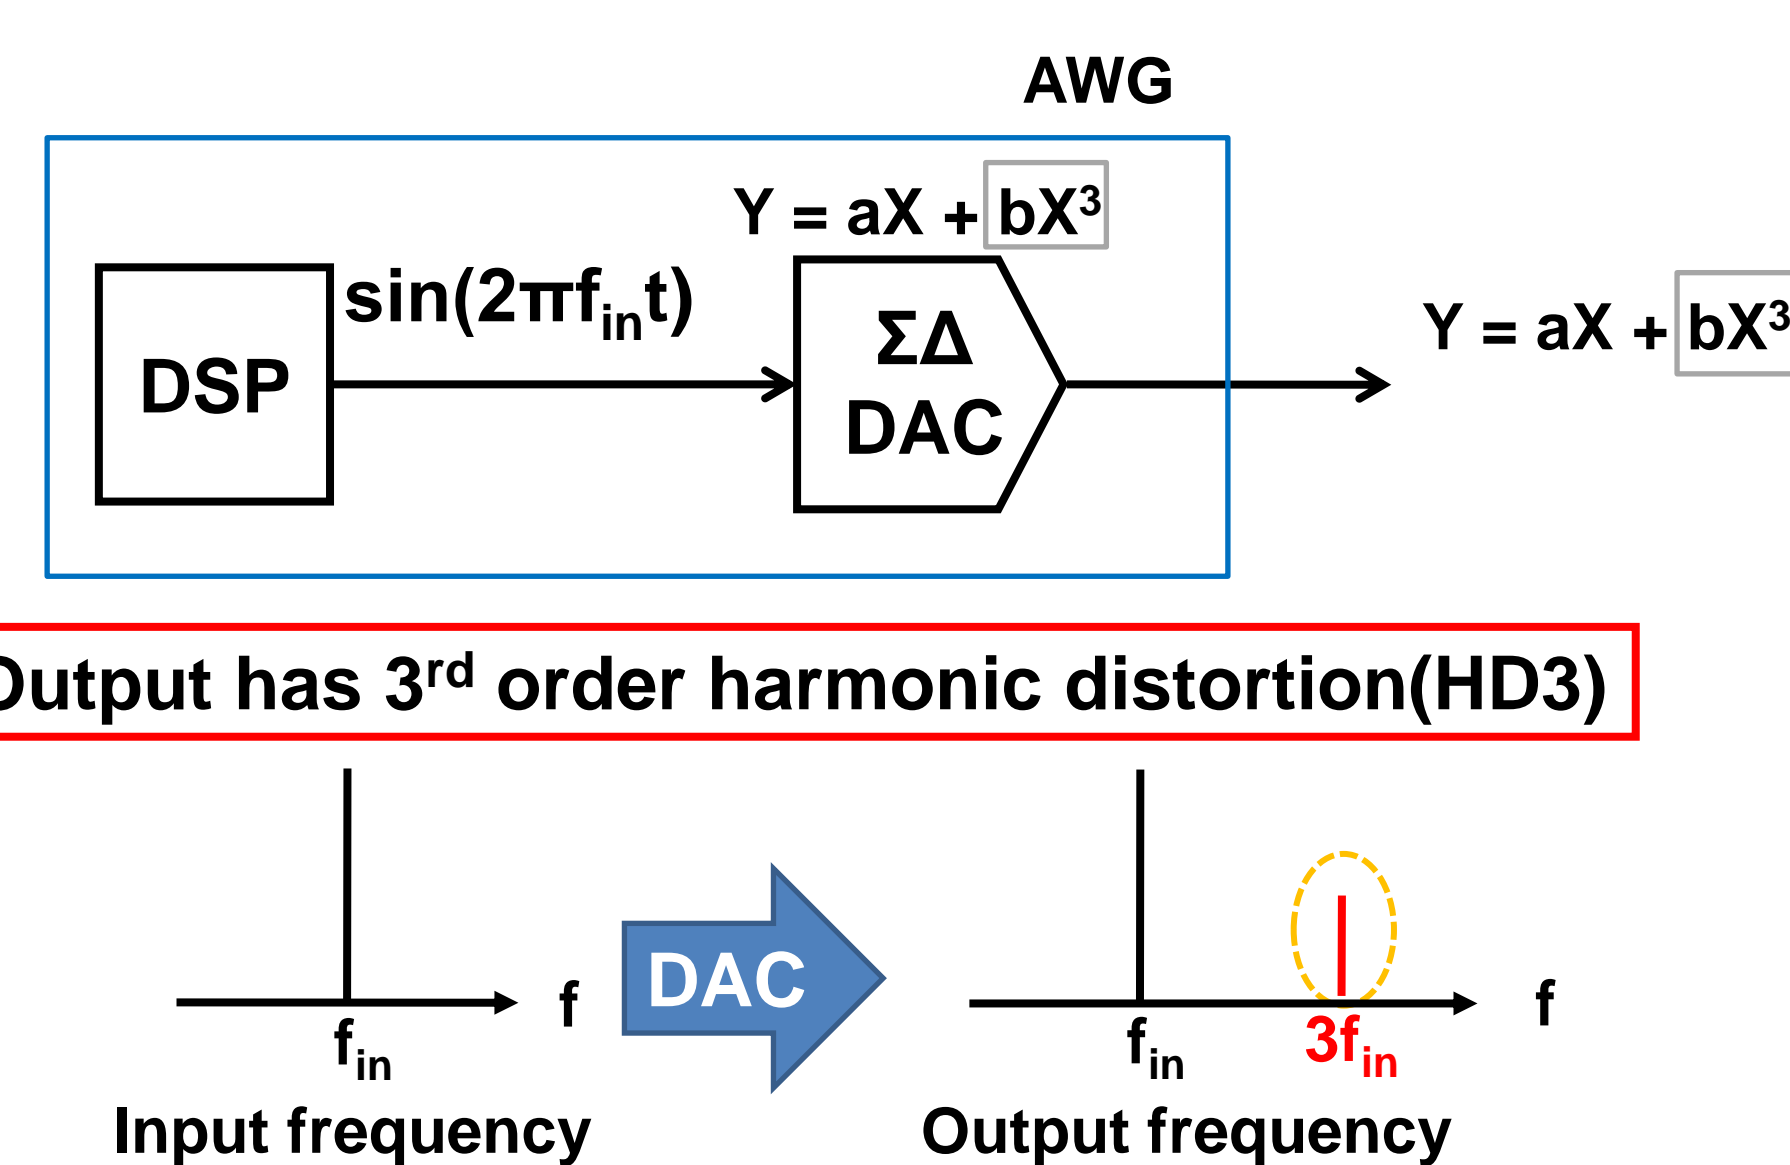 AWG
Y = aX + bX³
sin(2πf_in t)
DSP
ΣΔ
DAC
Y = aX + bX³
Output has 3rd order harmonic distortion(HD3)
DAC
f
f
f_in
f_in
3f_in
Input frequency
Output frequency